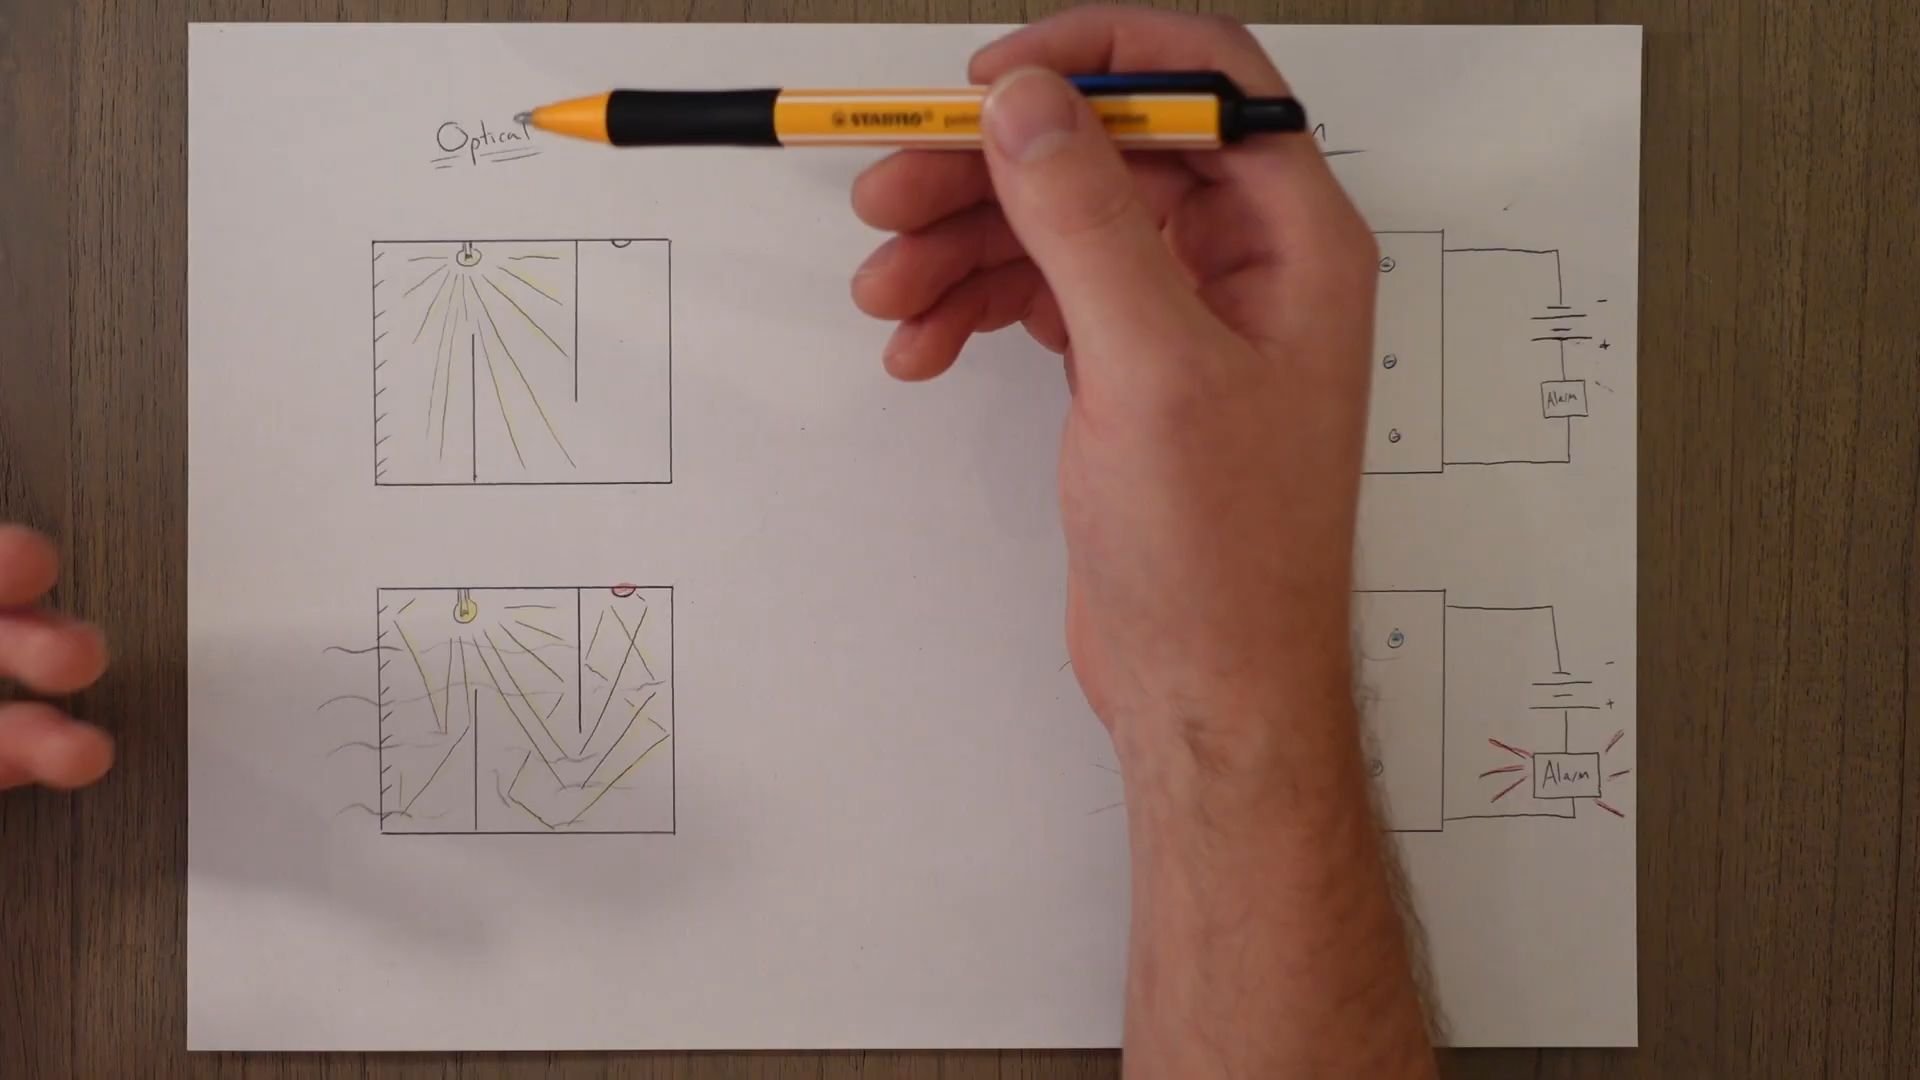 Optical
STABILO
-
+
Alarm
-
+
Alarm